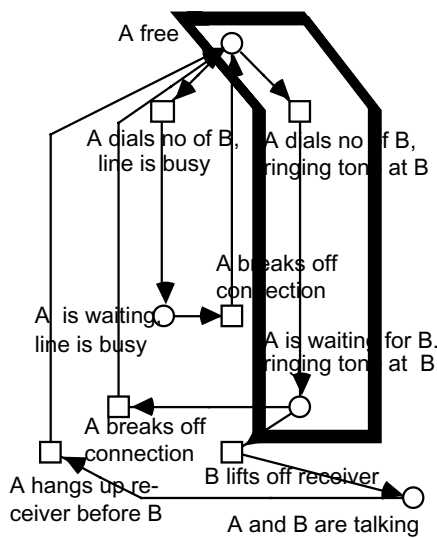 A free
A dials no of B,
line is busy
A dials no of B,
ringing tone at B
A breaks off
connection
A is waiting,
line is busy
A is waiting for B.
ringing tone at B
A breaks off
connection
B lifts off receiver
A hangs up re-
ceiver before B
A and B are talking